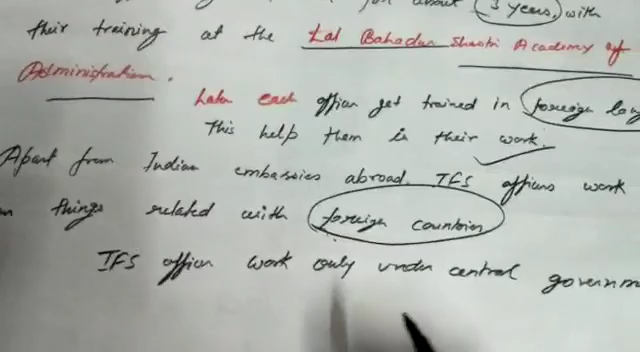 about 3 years, with
their training at the Lal Bahadur Shastri Academy of
Administration.
Later each officer get trained in foreign lang
This help them in their work.
Apart from Indian embassies abroad. IFS officers work
things related with foreign countries
IFS officer work only under central governm